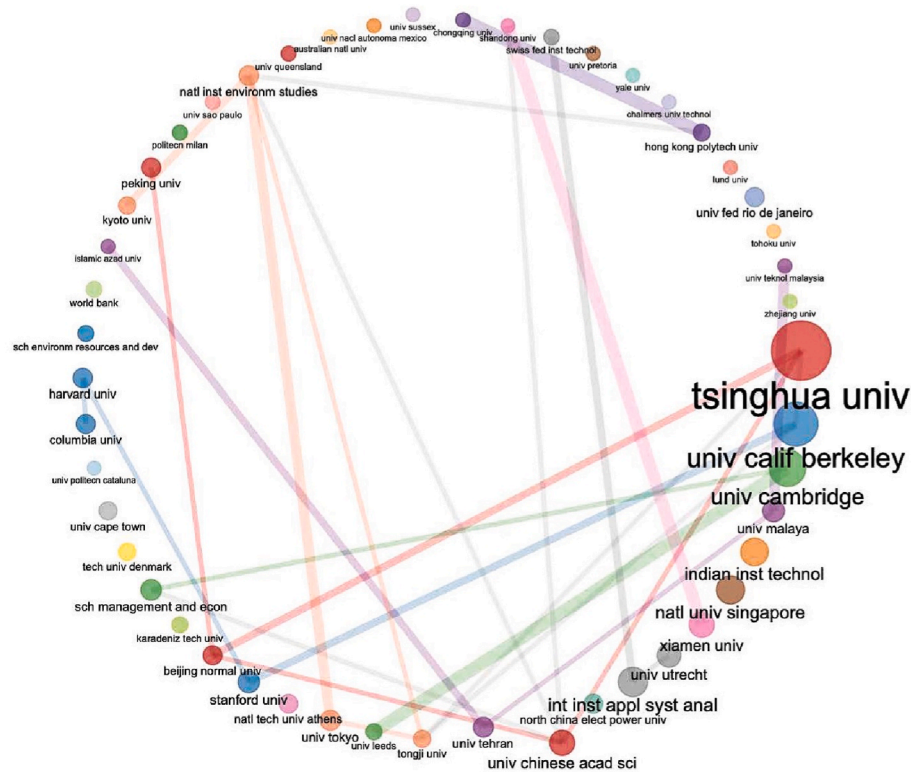 univ sussex
chongqing univ
shandong univ
univ nacl autonoma mexico
swiss fed inst technol
australian natl univ
univ pretoria
univ queensland
yale univ
natl inst environm studies
chalmers univ technol
univ sao paulo
hong kong polytech univ
politecn milan
lund univ
peking univ
univ fed rio de janeiro
kyoto univ
tohoku univ
islamic azad univ
univ teknol malaysia
world bank
zhejiang univ
sch environm resources and dev
harvard univ
tsinghua univ
columbia univ
univ calif berkeley
univ politecn cataluna
univ cambridge
univ cape town
univ malaya
tech univ denmark
indian inst technol
sch management and econ
natl univ singapore
karadeniz tech univ
xiamen univ
beijing normal univ
univ utrecht
stanford univ
int inst appl syst anal
natl tech univ athens
north china elect power univ
univ tokyo
univ leeds
tongji univ
univ tehran
univ chinese acad sci